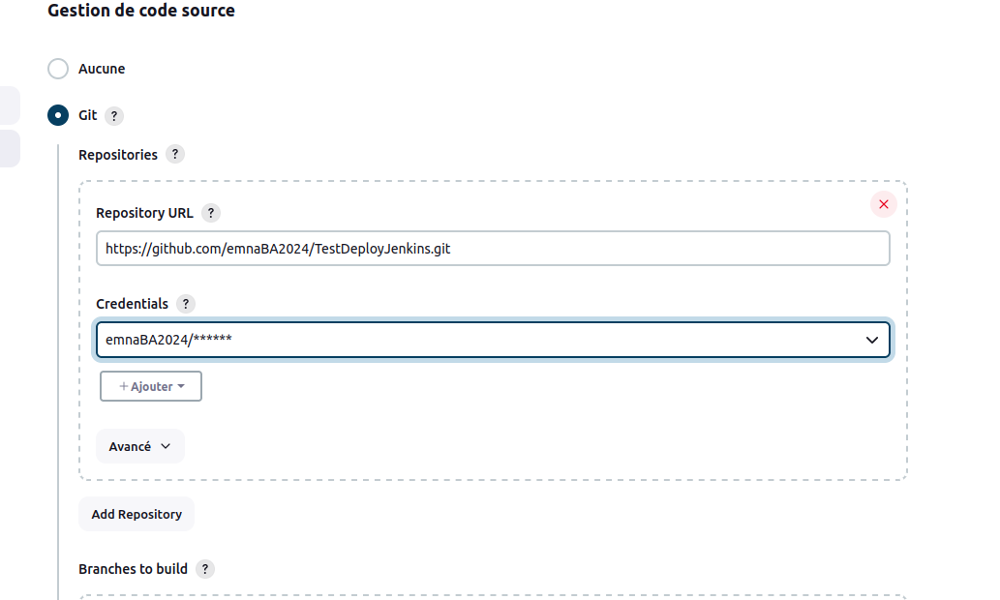 Gestion de code source
Aucune
Git ?
Repositories ?
Repository URL ?
https://github.com/emnaBA2024/TestDeployJenkins.git
Credentials ?
emnaBA2024/******
+ Ajouter
Avancé
Add Repository
Branches to build ?